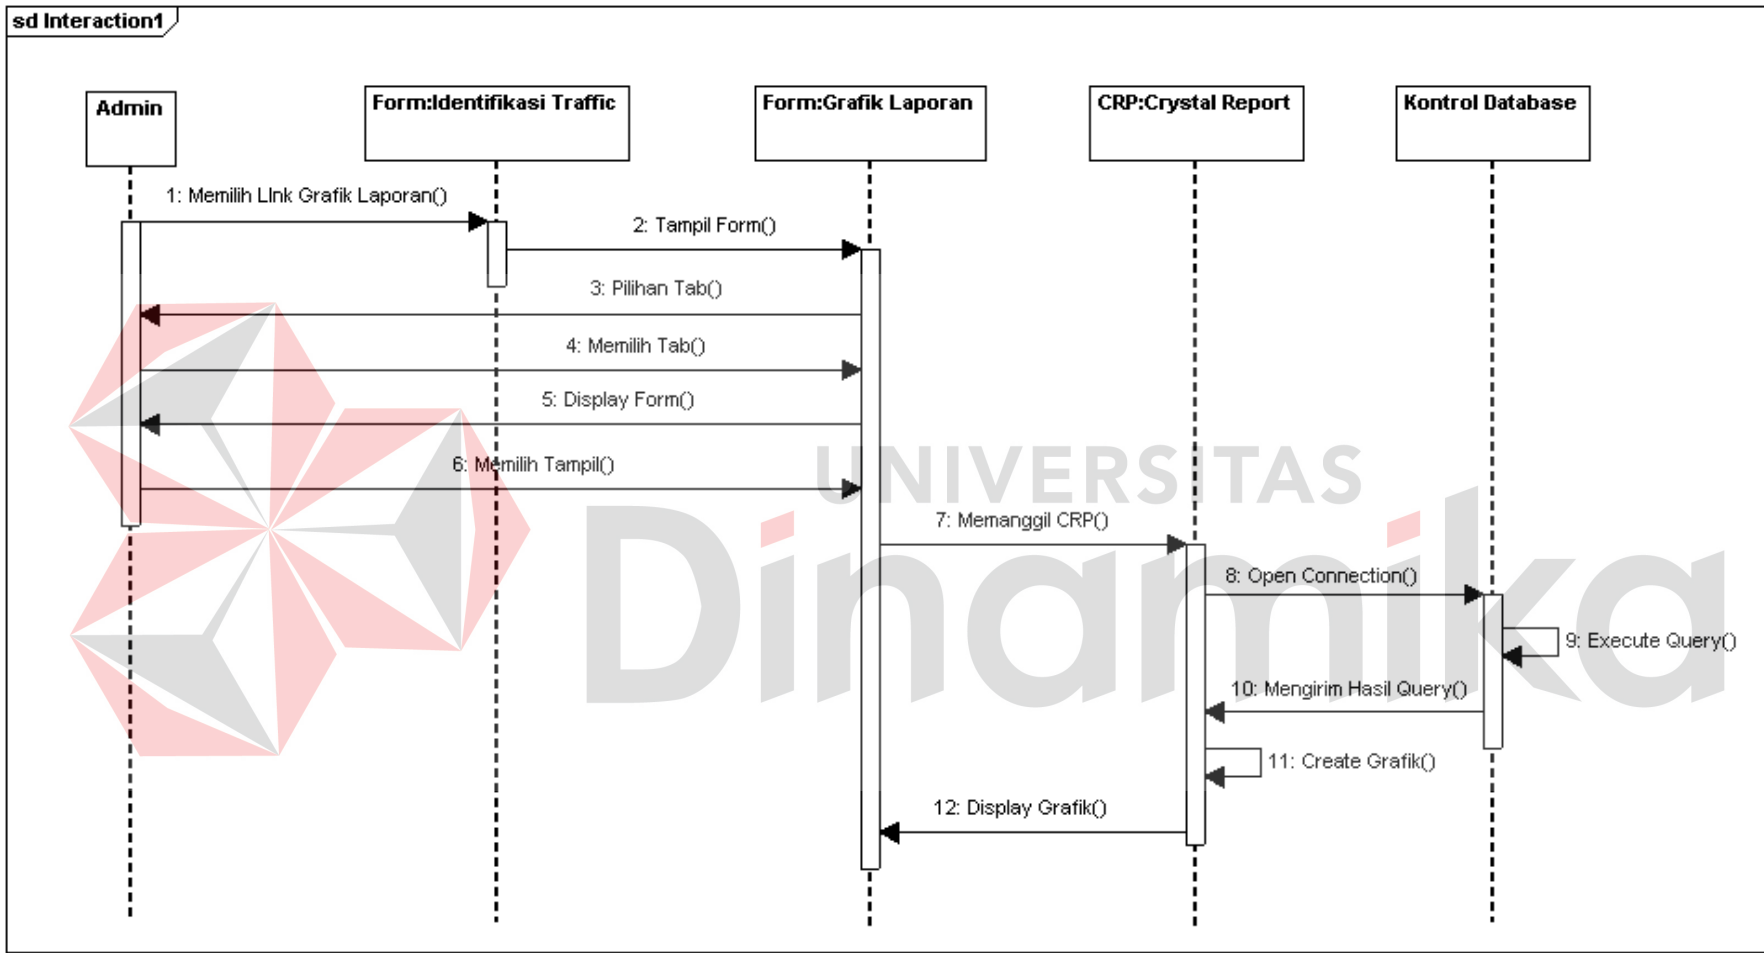 sd Interaction1
Admin
Form:Identifikasi Traffic
Form:Grafik Laporan
CRP:Crystal Report
Kontrol Database
1: Memilih LInk Grafik Laporan()
2: Tampil Form()
3: Pilihan Tab()
4: Memilih Tab()
5: Display Form()
6: Memilih Tampil()
7: Memanggil CRP()
8: Open Connection()
9: Execute Query()
10: Mengirim Hasil Query()
11: Create Grafik()
12: Display Grafik()
UNIVERSITAS
Dinamika